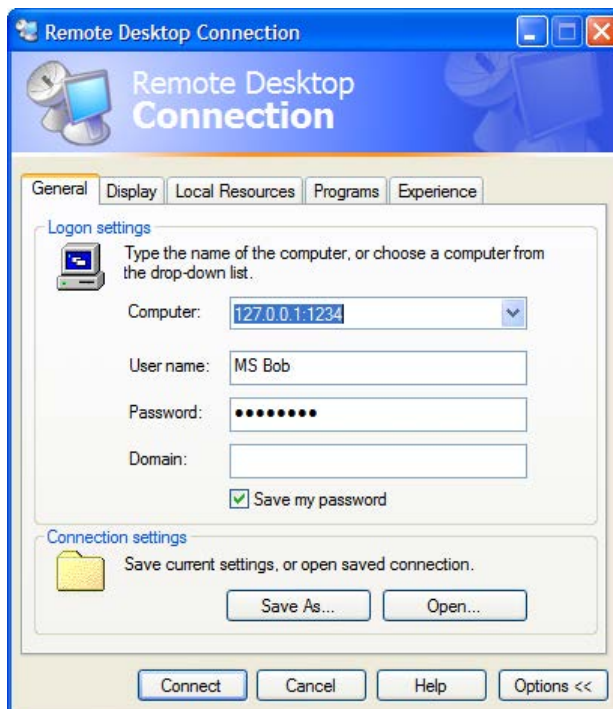 Remote Desktop Connection
Remote Desktop
Connection
General Display Local Resources Programs Experience
Logon settings
Type the name of the computer, or choose a computer from
the drop-down list.
Computer: 127.0.0.1:1234
User name: MS Bob
Password: ••••••••
Domain:
Save my password
Connection settings
Save current settings, or open saved connection.
Save As... Open...
Connect Cancel Help Options <<